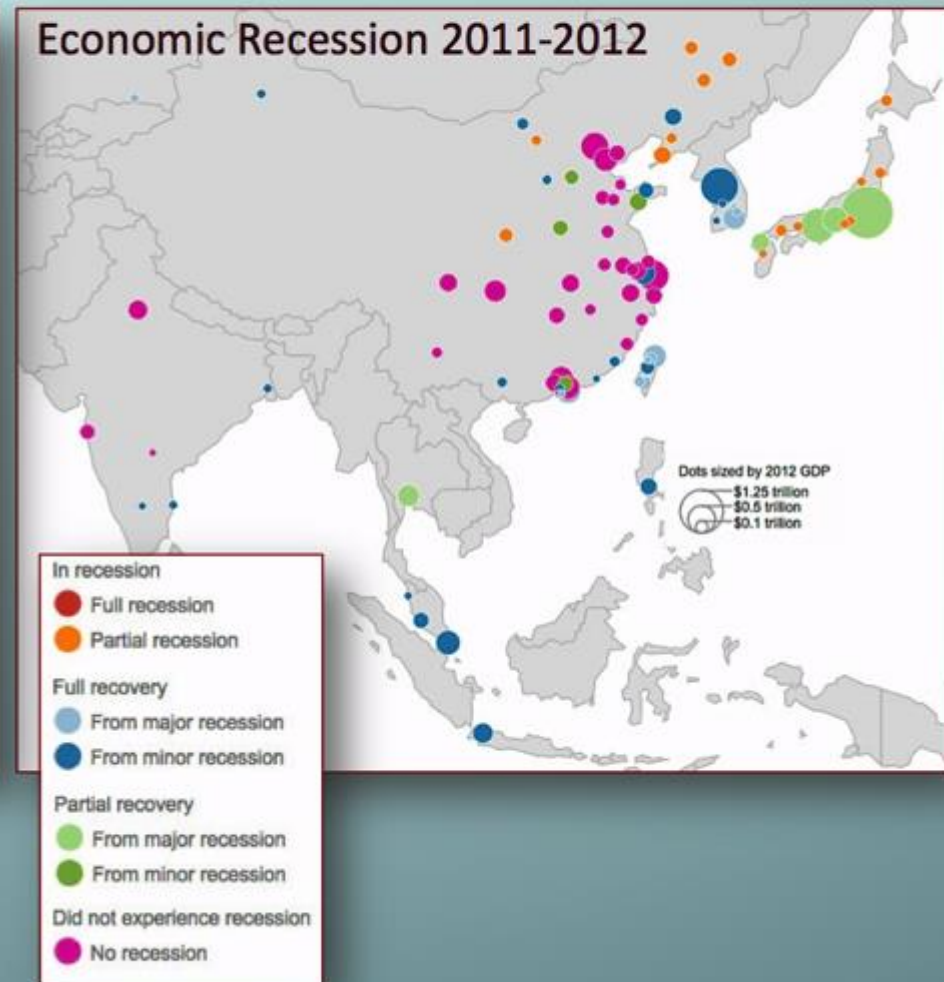 Economic Recession 2011-2012
Dots sized by 2012 GDP
$1.25 trillion
$0.5 trillion
$0.1 trillion
In recession
Full recession
Partial recession
Full recovery
From major recession
From minor recession
Partial recovery
From major recession
From minor recession
Did not experience recession
No recession